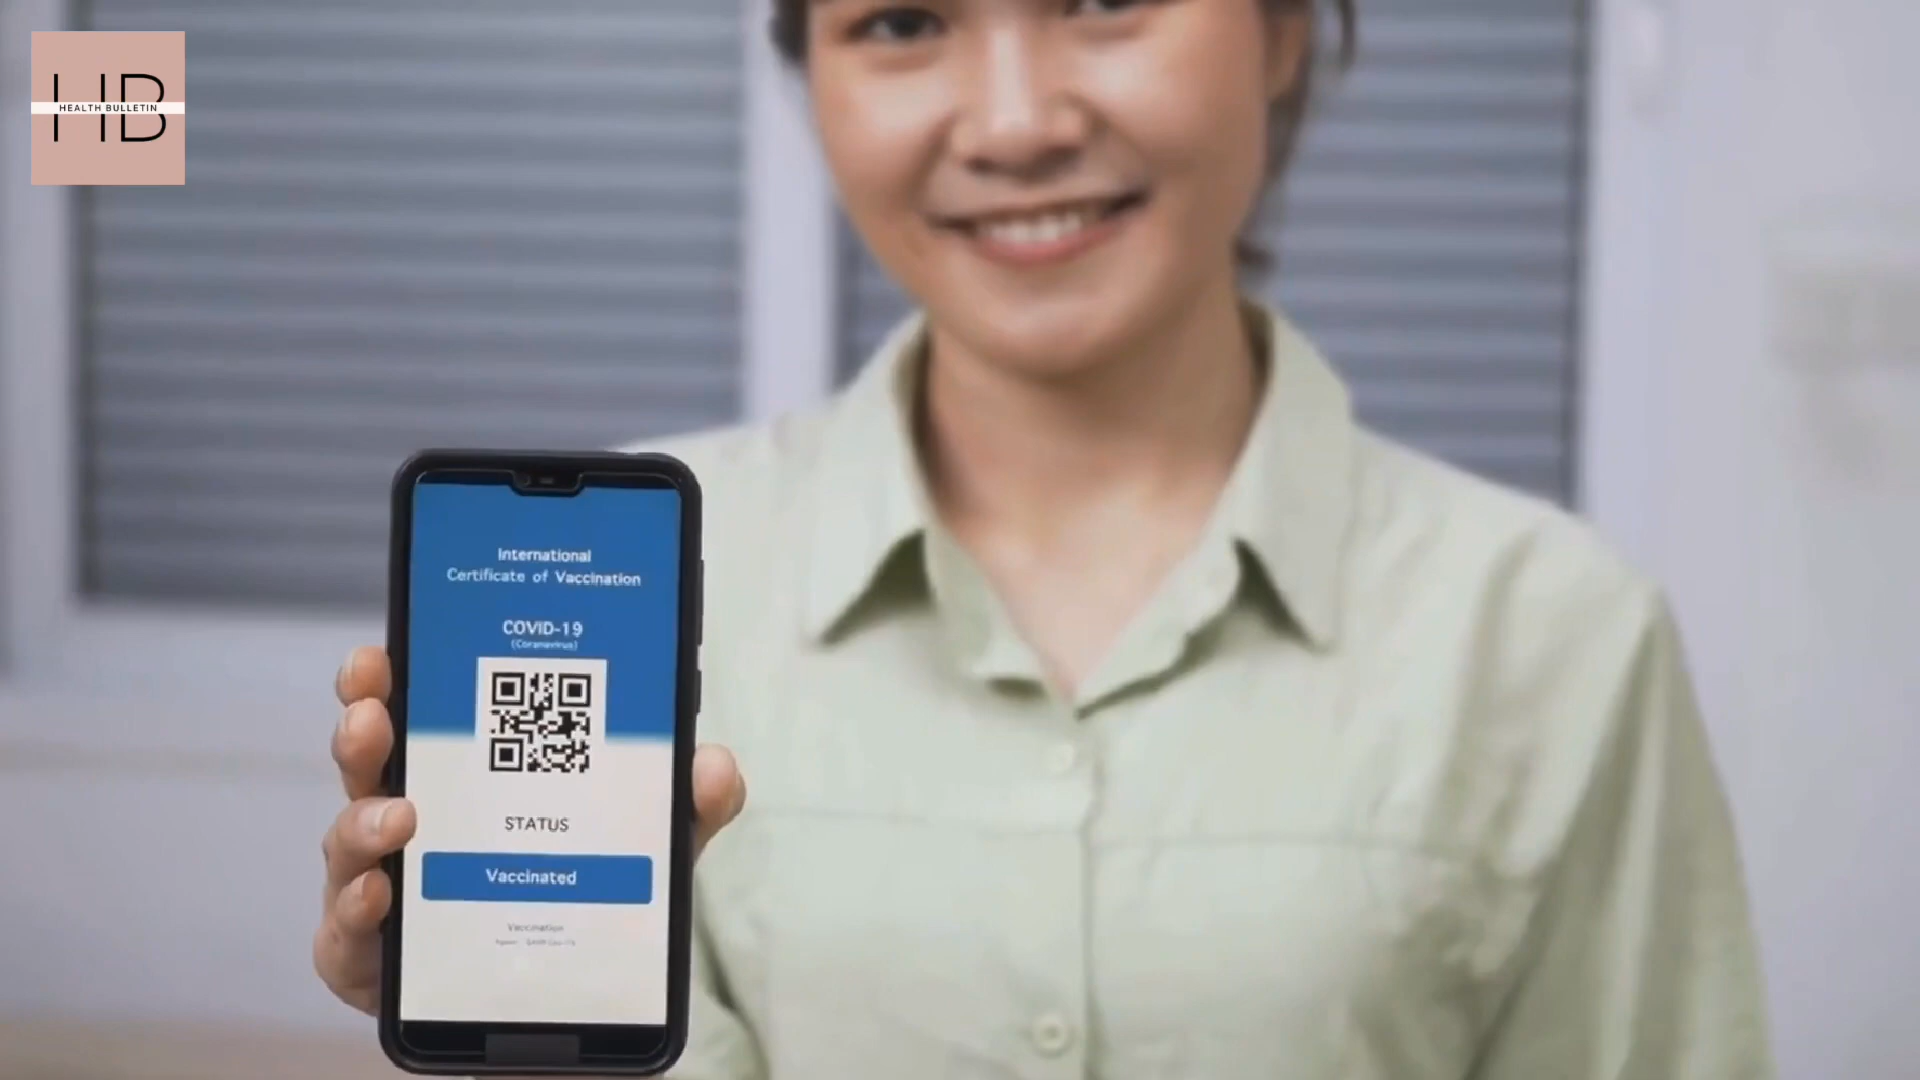 HB
HEALTH BULLETIN
International
Certificate of Vaccination
COVID-19
(Coronavirus)
STATUS
Vaccinated
Vaccination